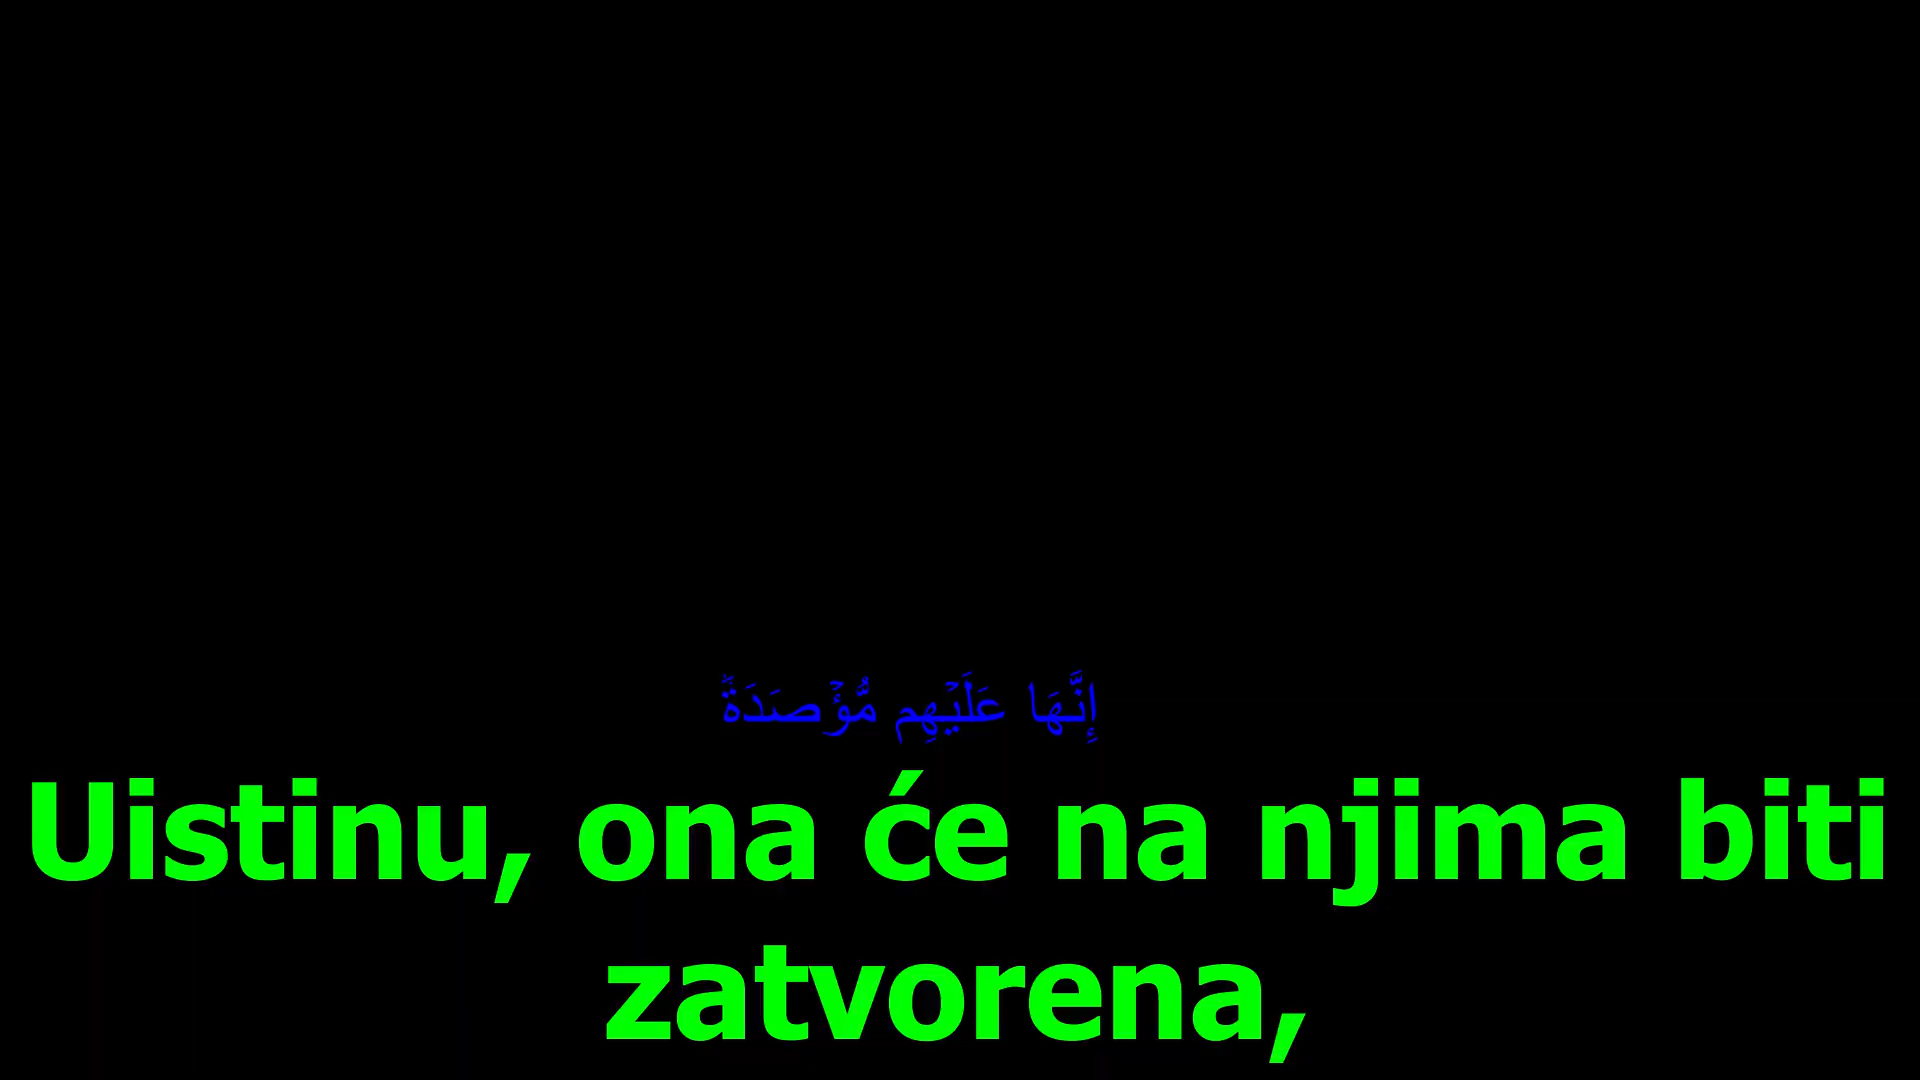 إِنَّهَا عَلَيْهِم مُّؤْصَدَةٌ
Uistinu, ona će na njima biti
zatvorena,